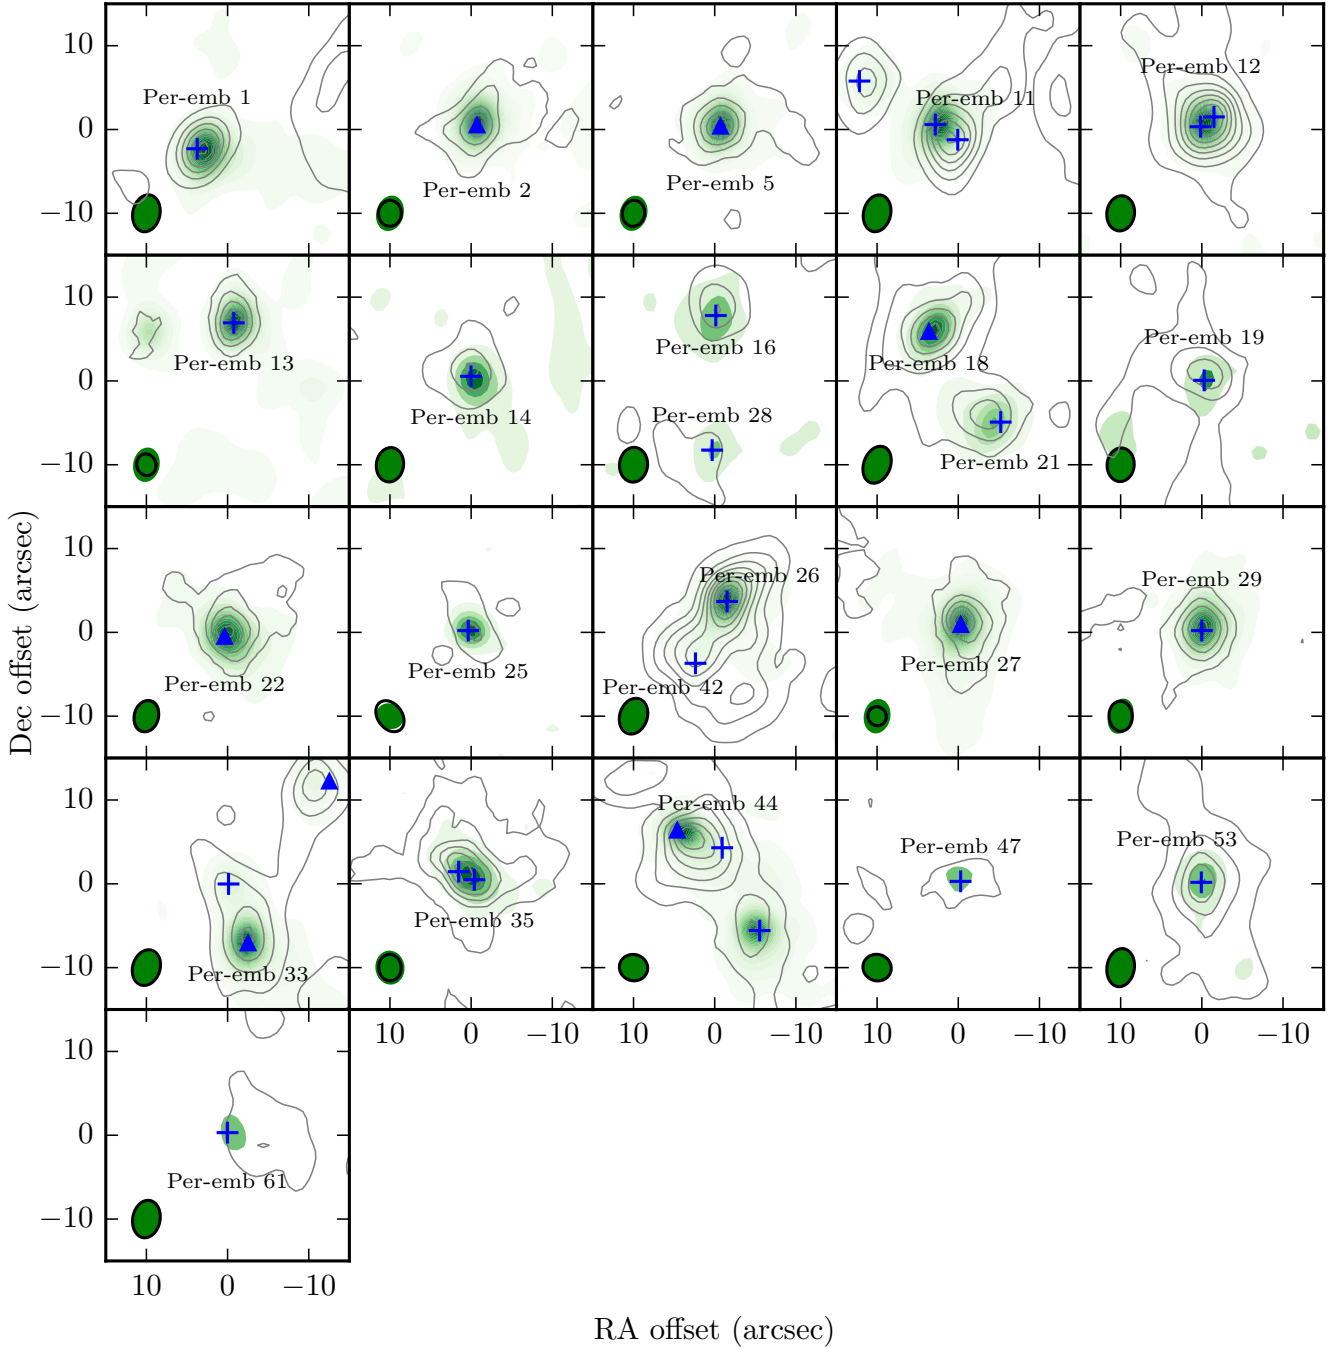 10
0
−10
Per-emb 1
Per-emb 2
Per-emb 5
Per-emb 11
Per-emb 12
10
0
−10
Per-emb 13
Per-emb 14
Per-emb 16
Per-emb 28
Per-emb 18
Per-emb 21
Per-emb 19
10
0
−10
Per-emb 22
Per-emb 25
Per-emb 26
Per-emb 42
Per-emb 27
Per-emb 29
10
0
−10
Per-emb 33
Per-emb 35
Per-emb 44
Per-emb 47
Per-emb 53
10 0 −10
10 0 −10
10 0 −10
10 0 −10
10
0
−10
Per-emb 61
10 0 −10
Dec offset (arcsec)
RA offset (arcsec)